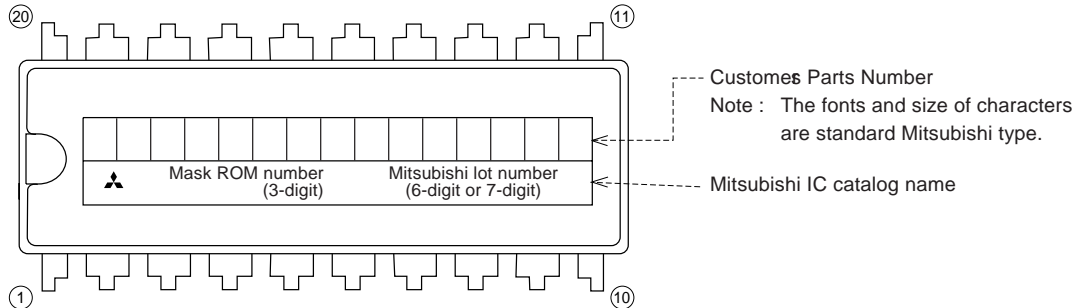 20
11
Customer's Parts Number
Note : The fonts and size of characters
are standard Mitsubishi type.
Mask ROM number
(3-digit)
Mitsubishi lot number
(6-digit or 7-digit)
Mitsubishi IC catalog name
1
10